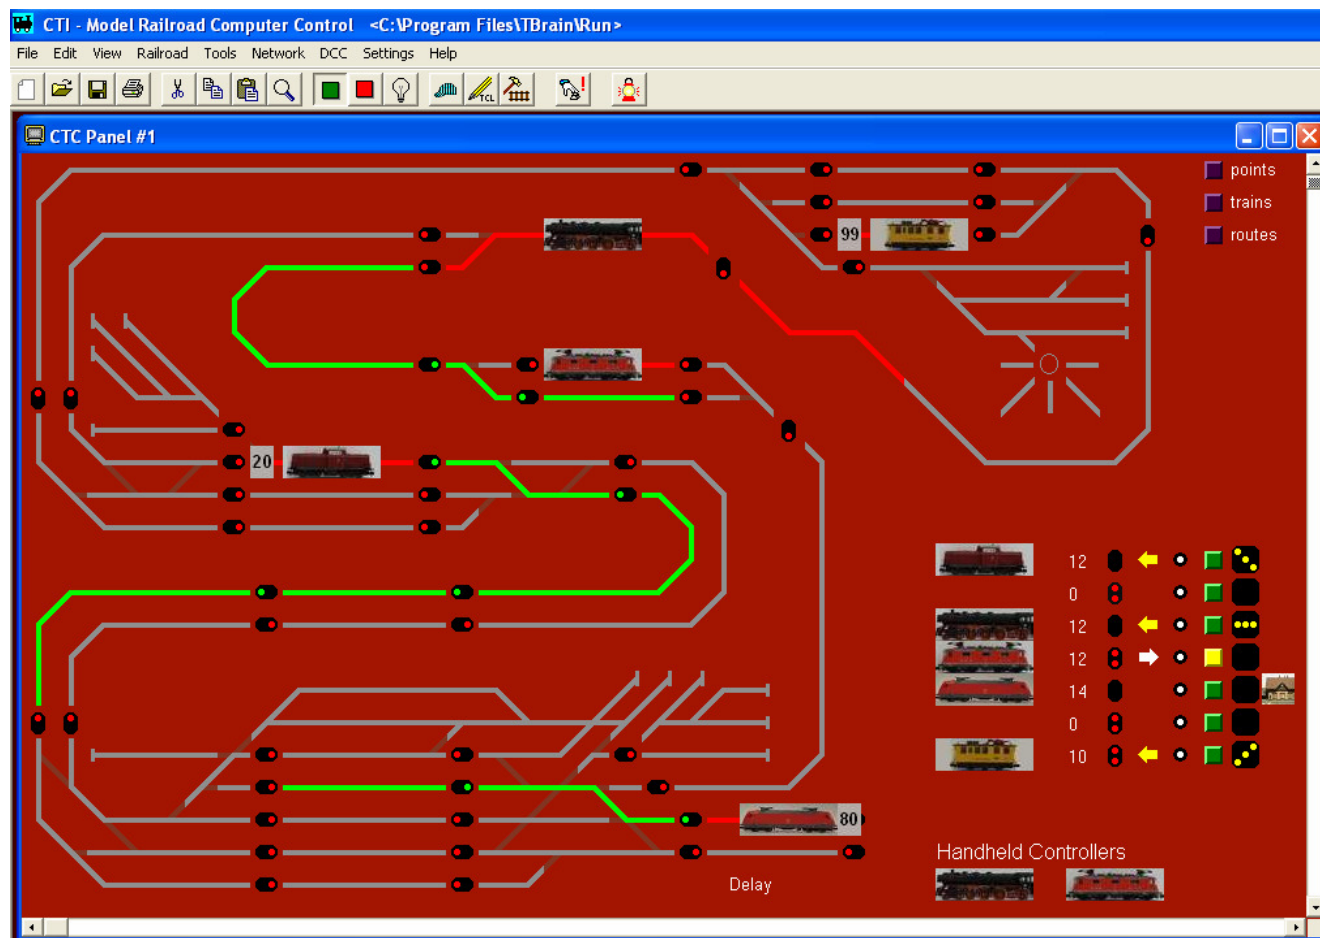 CTI - Model Railroad Computer Control <C:\Program Files\TBrain\Run>
File Edit View Railroad Tools Network DCC Settings Help
TCL
CTC Panel #1
points
trains
routes
99
20
12
0
12
12
14
0
10
80
Handheld Controllers
Delay